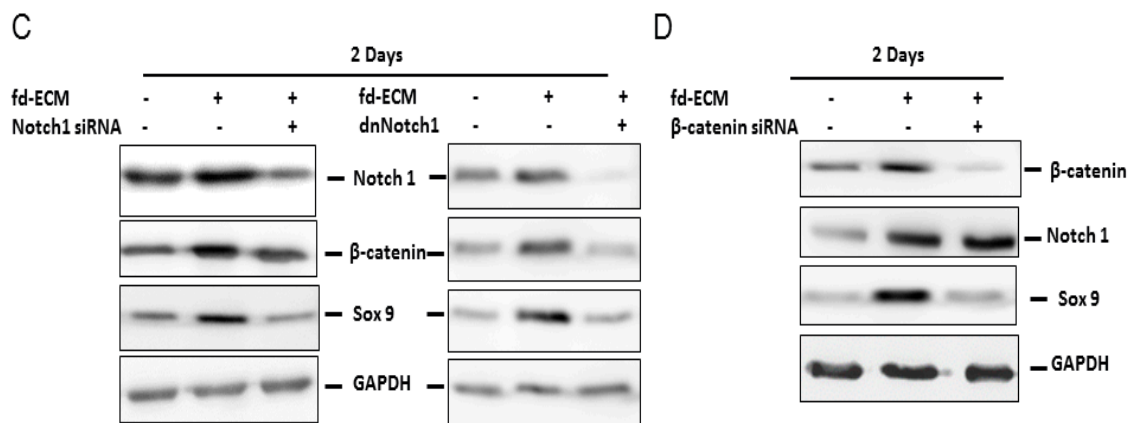 C
2 Days
fd-ECM - + +
Notch1 siRNA - - +
fd-ECM - + +
dnNotch1 - - +
Notch 1
β-catenin
Sox 9
GAPDH
D
2 Days
fd-ECM - + +
β-catenin siRNA - - +
β-catenin
Notch 1
Sox 9
GAPDH